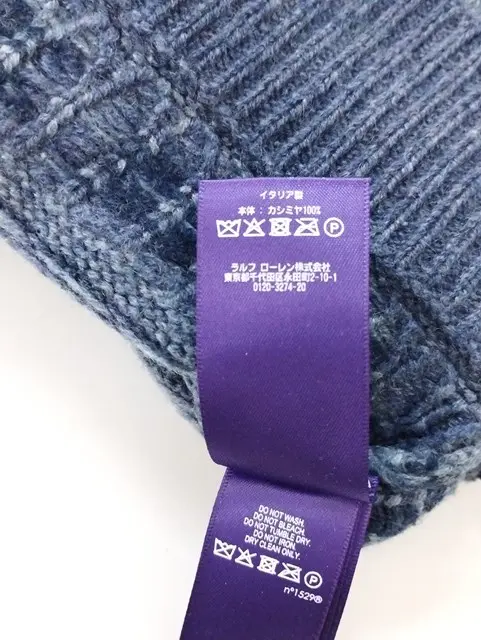 イタリア製
本体 : カシミヤ100%
P
ラルフ ローレン株式会社
東京都千代田区永田町2-10-1
0120-3274-20
DO NOT WASH.
DO NOT BLEACH.
DO NOT TUMBLE DRY.
DO NOT IRON.
DRY CLEAN ONLY.
P
n°1529®